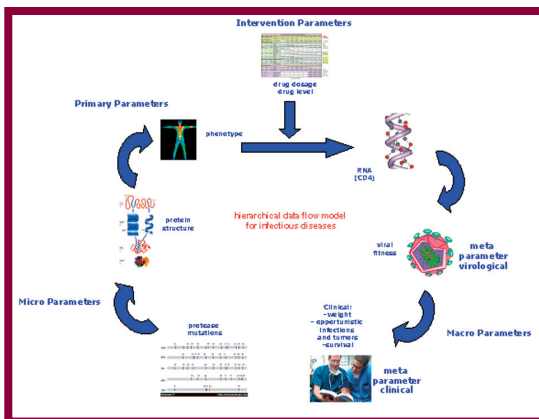 Intervention Parameters
drug dosage
drug level
Primary Parameters
phenotype
RNA
(CD4)
protein
structure
hierarchical data flow model
for infectious diseases
viral
fitness
meta
parameter
virological
Micro Parameters
protease
mutations
Clinical:
-weight
- opportunistic
infections
and tumors
-survival
Macro Parameters
meta
parameter
clinical